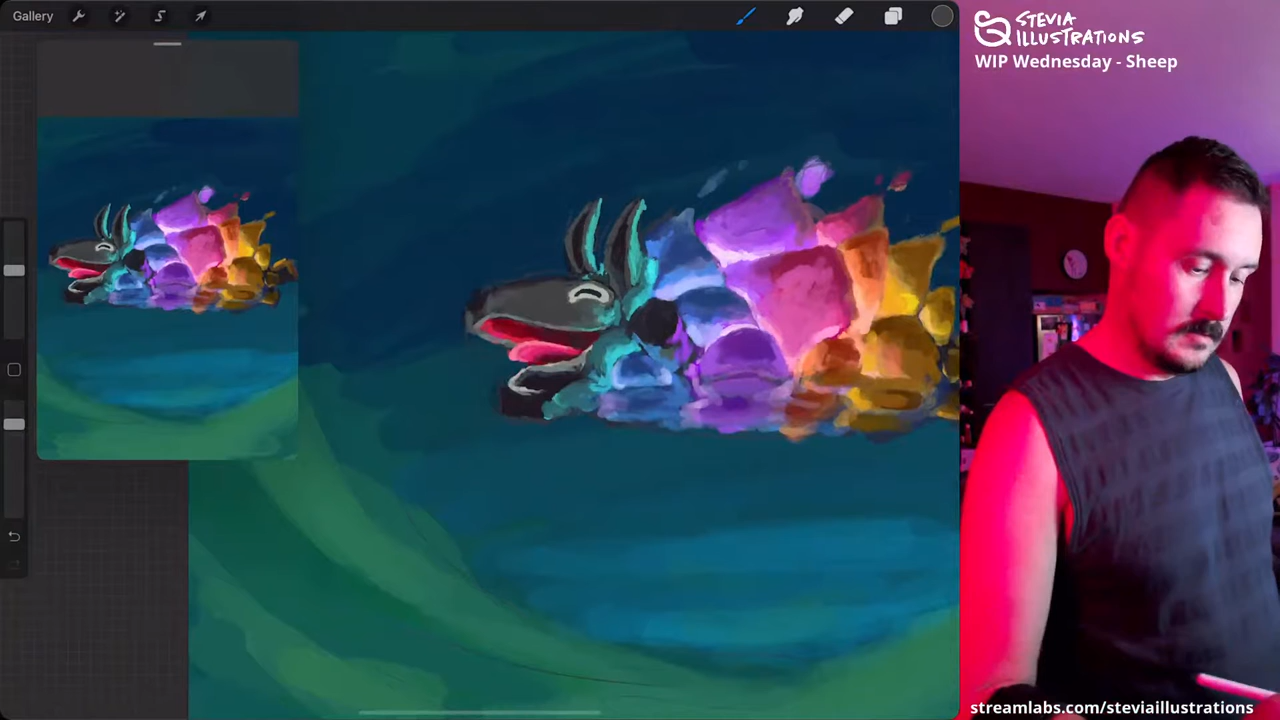 Gallery
STEVIA
ILLUSTRATIONS
WIP Wednesday - Sheep
streamlabs.com/steviaillustrations